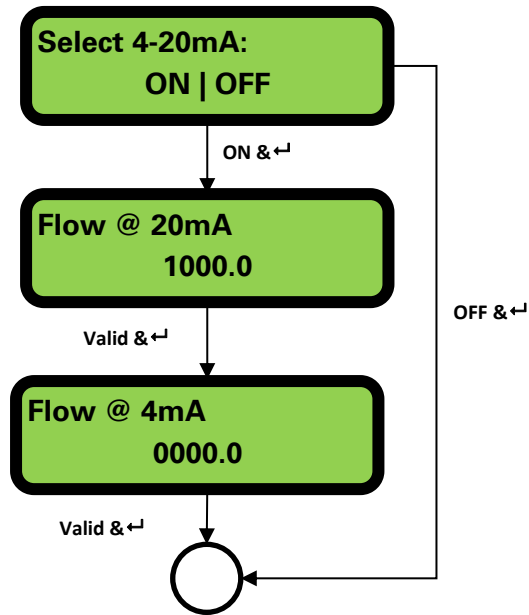 Select 4-20mA:
ON | OFF
ON & ↵
Flow @ 20mA
1000.0
OFF & ↵
Valid & ↵
Flow @ 4mA
0000.0
Valid & ↵